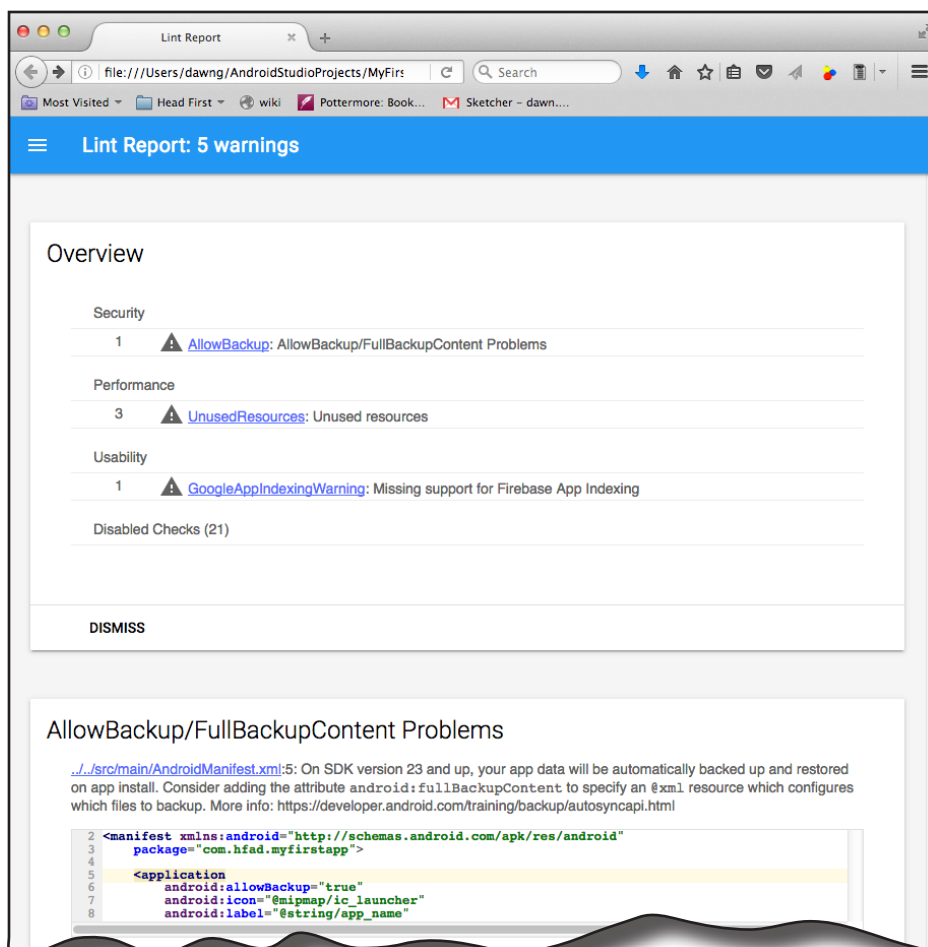 Lint Report
file:///Users/dawng/AndroidStudioProjects/MyFirs
Search
Most Visited
Head First
wiki
Pottermore: Book...
Sketcher - dawn....
Lint Report: 5 warnings
Overview
Security
1 AllowBackup: AllowBackup/FullBackupContent Problems
Performance
3 UnusedResources: Unused resources
Usability
1 GoogleAppIndexingWarning: Missing support for Firebase App Indexing
Disabled Checks (21)
DISMISS
AllowBackup/FullBackupContent Problems
../../src/main/AndroidManifest.xml:5: On SDK version 23 and up, your app data will be automatically backed up and restored
on app install. Consider adding the attribute android:fullBackupContent to specify an @xml resource which configures
which files to backup. More info: https://developer.android.com/training/backup/autosyncapi.html
2 <manifest xmlns:android="http://schemas.android.com/apk/res/android"
3 package="com.hfad.myfirstapp">
4
5 <application
6 android:allowBackup="true"
7 android:icon="@mipmap/ic_launcher"
8 android:label="@string/app_name"